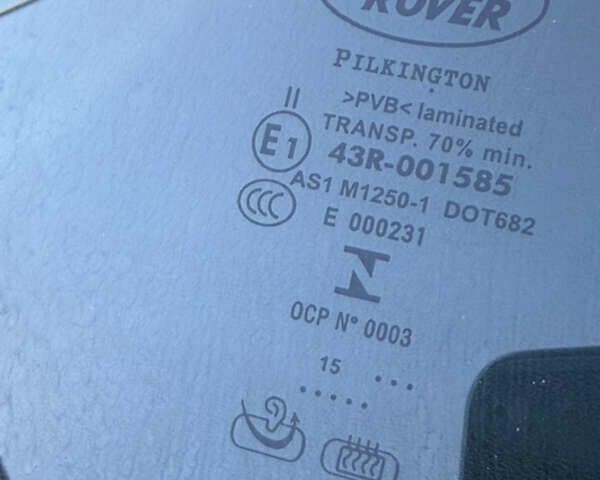 ROVER
PILKINGTON
>PVB< laminated
II TRANSP. 70% min.
E1 43R-001585
AS1 M1250-1 DOT682
CCC E 000231
OCP N° 0003
15